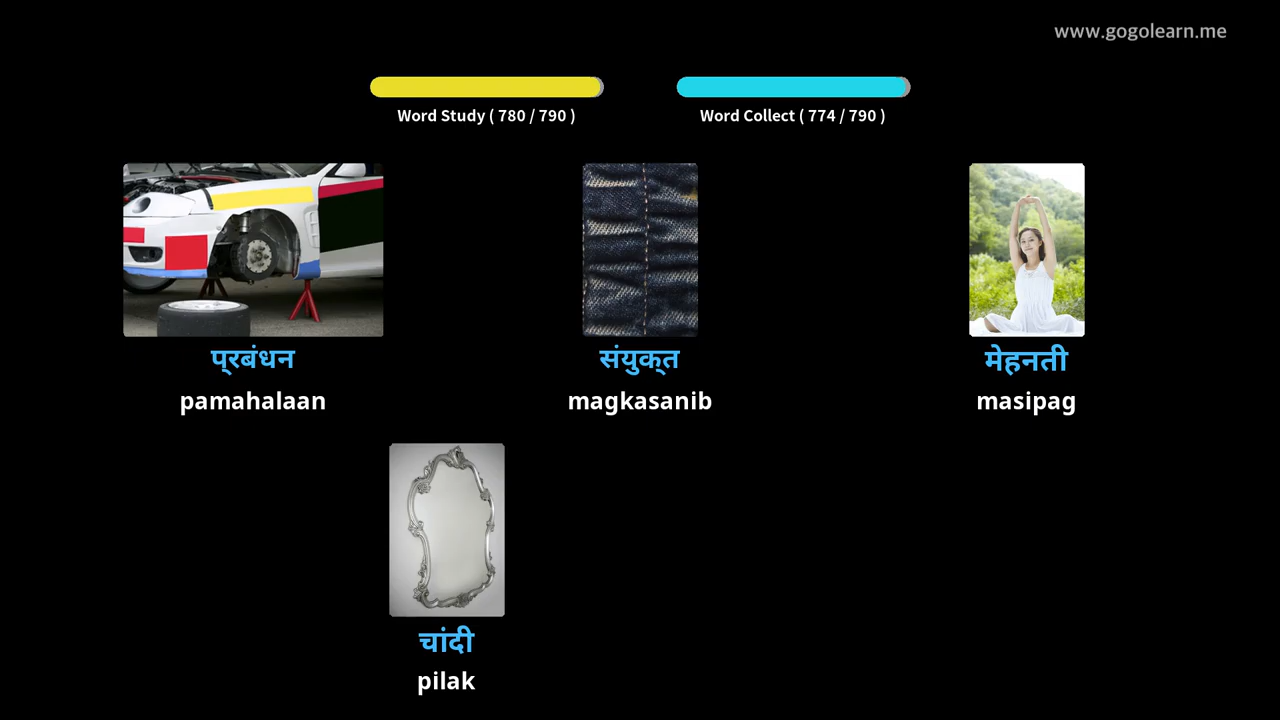 www.gogolearn.me
Word Study ( 780 / 790 )
Word Collect ( 774 / 790 )
प्रबंधन
pamahalaan
संयुक्त
magkasanib
मेहनती
masipag
चांदी
pilak